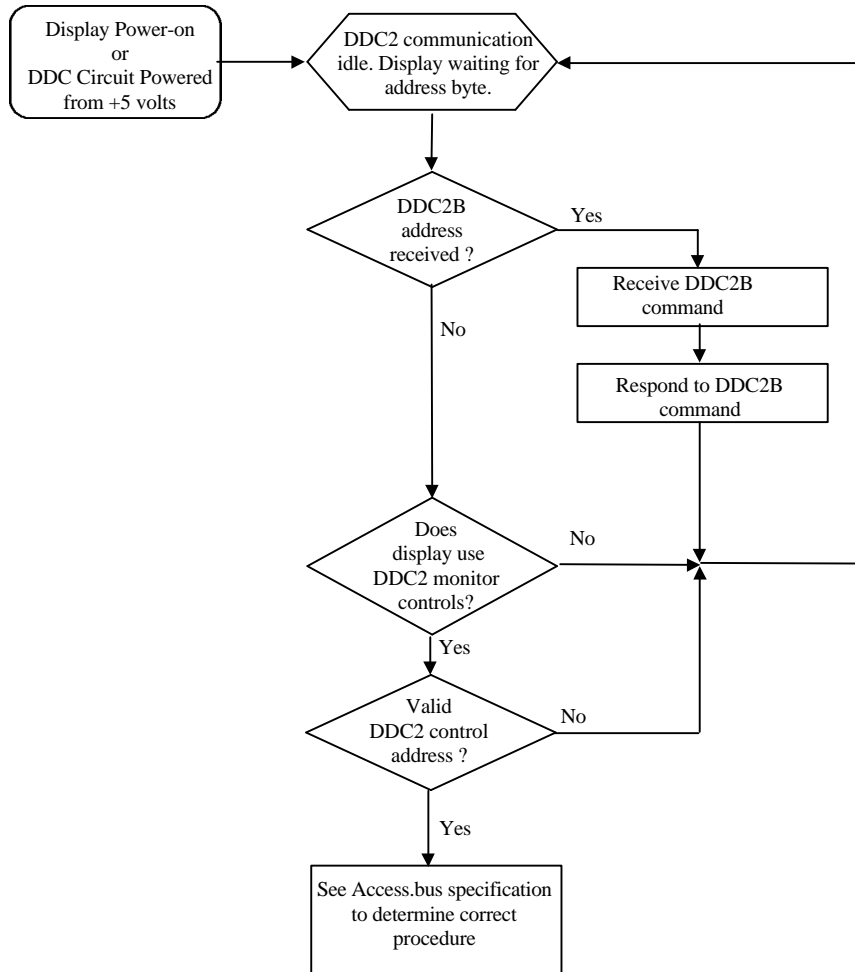 Display Power-on
or
DDC Circuit Powered
from +5 volts
DDC2 communication
idle. Display waiting for
address byte.
DDC2B
address
received ?
Yes
Receive DDC2B
command
No
Respond to DDC2B
command
Does
display use
DDC2 monitor
controls?
No
Yes
Valid
DDC2 control
address ?
No
Yes
See Access.bus specification
to determine correct
procedure